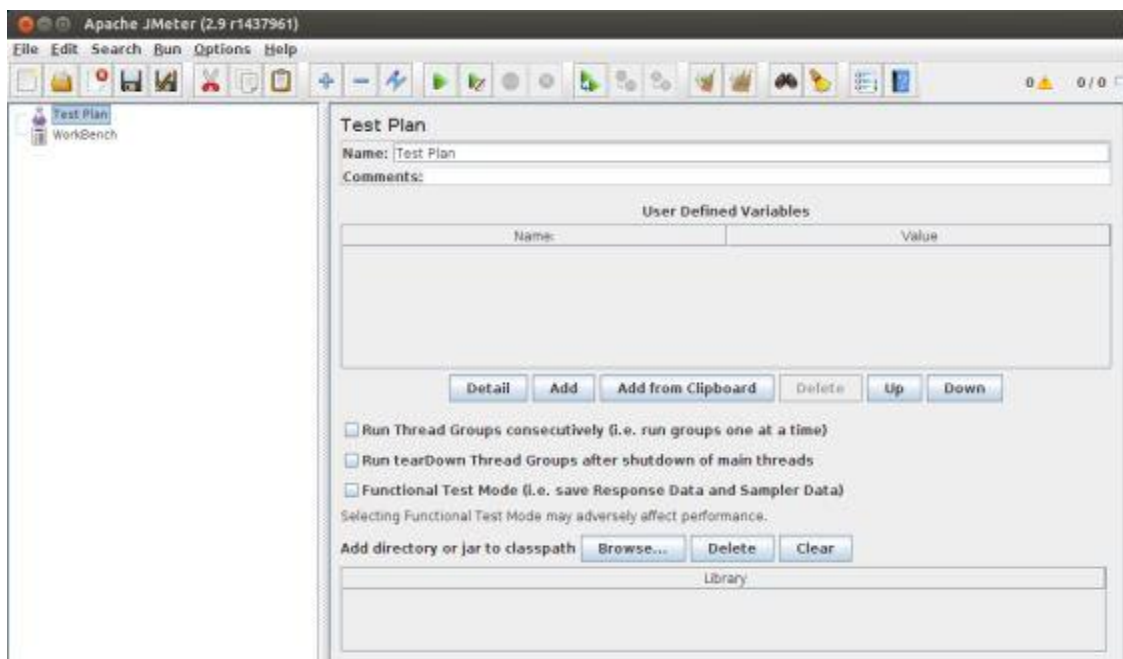 Apache JMeter (2.9 r1437961)
File Edit Search Run Options Help
0 0 / 0
Test Plan
WorkBench
Test Plan
Name: Test Plan
Comments:
User Defined Variables
Name: Value
Detail Add Add from Clipboard Delete Up Down
Run Thread Groups consecutively (i.e. run groups one at a time)
Run tearDown Thread Groups after shutdown of main threads
Functional Test Mode (i.e. save Response Data and Sampler Data)
Selecting Functional Test Mode may adversely affect performance.
Add directory or jar to classpath Browse... Delete Clear
Library